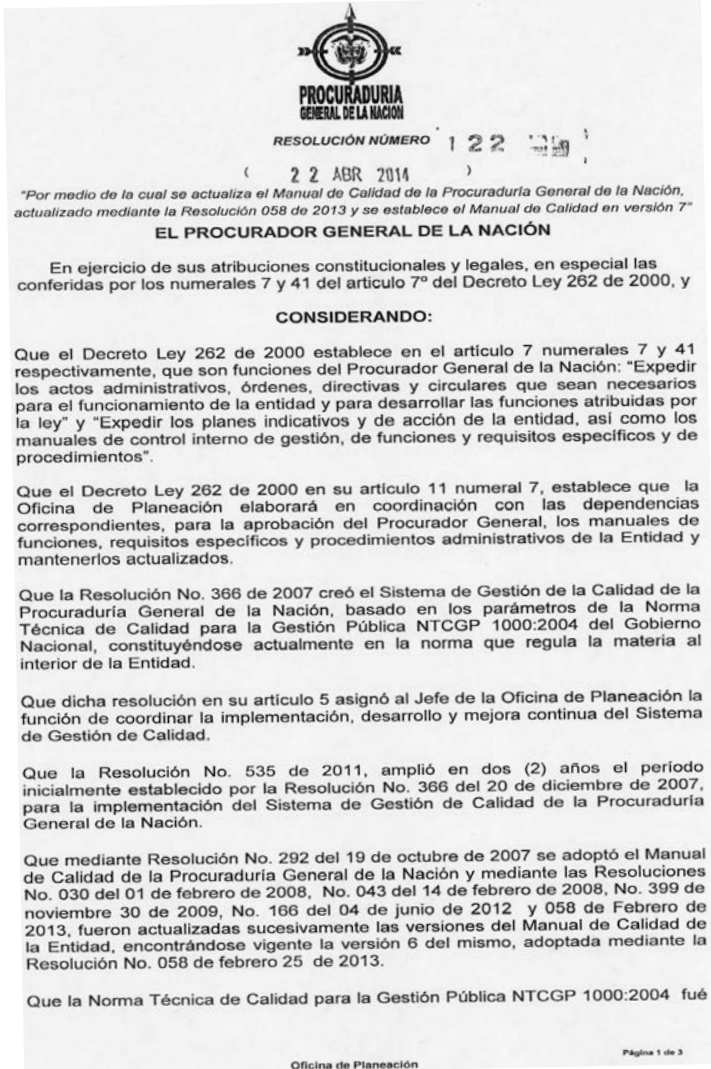 PROCURADURIA
GENERAL DE LA NACION
RESOLUCIÓN NÚMERO 122
( 22 ABR 2014 )
"Por medio de la cual se actualiza el Manual de Calidad de la Procuraduría General de la Nación,
actualizado mediante la Resolución 058 de 2013 y se establece el Manual de Calidad en versión 7"
EL PROCURADOR GENERAL DE LA NACIÓN
En ejercicio de sus atribuciones constitucionales y legales, en especial las
conferidas por los numerales 7 y 41 del articulo 7º del Decreto Ley 262 de 2000, y
CONSIDERANDO:
Que el Decreto Ley 262 de 2000 establece en el artículo 7 numerales 7 y 41
respectivamente, que son funciones del Procurador General de la Nación: "Expedir
los actos administrativos, órdenes, directivas y circulares que sean necesarios
para el funcionamiento de la entidad y para desarrollar las funciones atribuidas por
la ley" y "Expedir los planes indicativos y de acción de la entidad, así como los
manuales de control interno de gestión, de funciones y requisitos específicos y de
procedimientos".
Que el Decreto Ley 262 de 2000 en su artículo 11 numeral 7, establece que la
Oficina de Planeación elaborará en coordinación con las dependencias
correspondientes, para la aprobación del Procurador General, los manuales de
funciones, requisitos específicos y procedimientos administrativos de la Entidad y
mantenerlos actualizados.
Que la Resolución No. 366 de 2007 creó el Sistema de Gestión de la Calidad de la
Procuraduría General de la Nación, basado en los parámetros de la Norma
Técnica de Calidad para la Gestión Pública NTCGP 1000:2004 del Gobierno
Nacional, constituyéndose actualmente en la norma que regula la materia al
interior de la Entidad.
Que dicha resolución en su artículo 5 asignó al Jefe de la Oficina de Planeación la
función de coordinar la implementación, desarrollo y mejora continua del Sistema
de Gestión de Calidad.
Que la Resolución No. 535 de 2011, amplió en dos (2) años el período
inicialmente establecido por la Resolución No. 366 del 20 de diciembre de 2007,
para la implementación del Sistema de Gestión de Calidad de la Procuraduría
General de la Nación.
Que mediante Resolución No. 292 del 19 de octubre de 2007 se adoptó el Manual
de Calidad de la Procuraduría General de la Nación y mediante las Resoluciones
No. 030 del 01 de febrero de 2008, No. 043 del 14 de febrero de 2008, No. 399 de
noviembre 30 de 2009, No. 166 del 04 de junio de 2012 y 058 de Febrero de
2013, fueron actualizadas sucesivamente las versiones del Manual de Calidad de
la Entidad, encontrándose vigente la versión 6 del mismo, adoptada mediante la
Resolución No. 058 de febrero 25 de 2013.
Que la Norma Técnica de Calidad para la Gestión Pública NTCGP 1000:2004 fué
Página 1 de 3
Oficina de Planeación